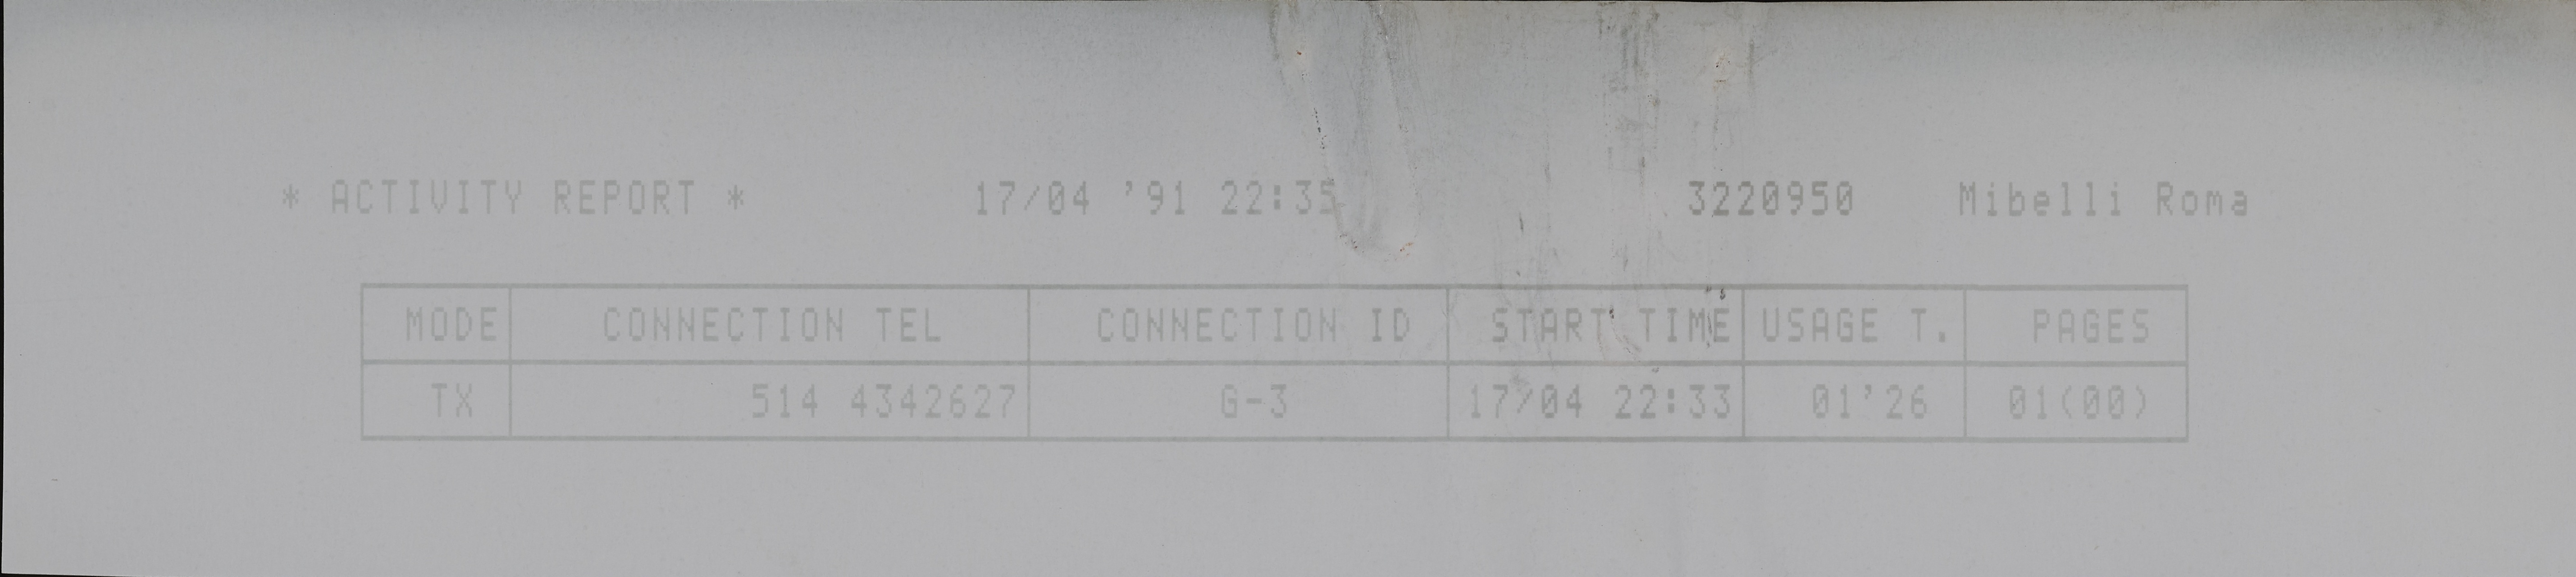 * ACTIVITY REPORT * 17/04 '91 22:35 3220950 Mibelli Roma
MODE CONNECTION TEL CONNECTION ID START TIME USAGE T. PAGES
TX 514 4342627 G-3 17/04 22:33 01'26 01(00)